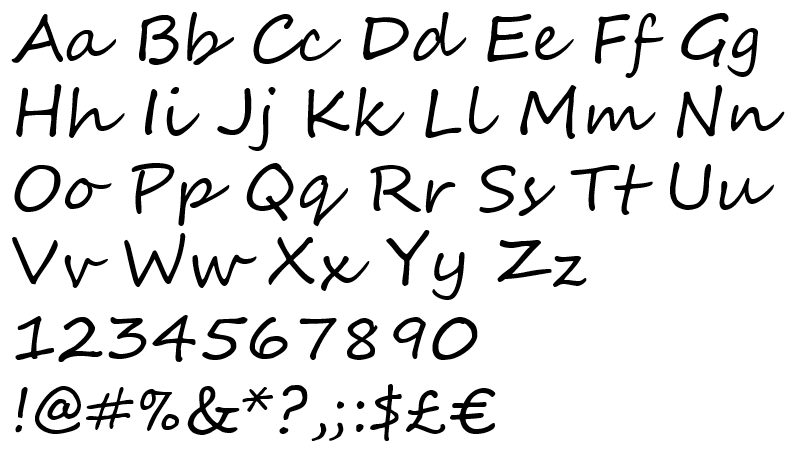 Aa Bb Cc Dd Ee Ff Gg
Hh Ii Jj Kk Ll Mm Nn
Oo Pp Qq Rr Ss Tt Uu
Vv Ww Xx Yy Zz
1234567890
!@#%&*?,,;:$£€